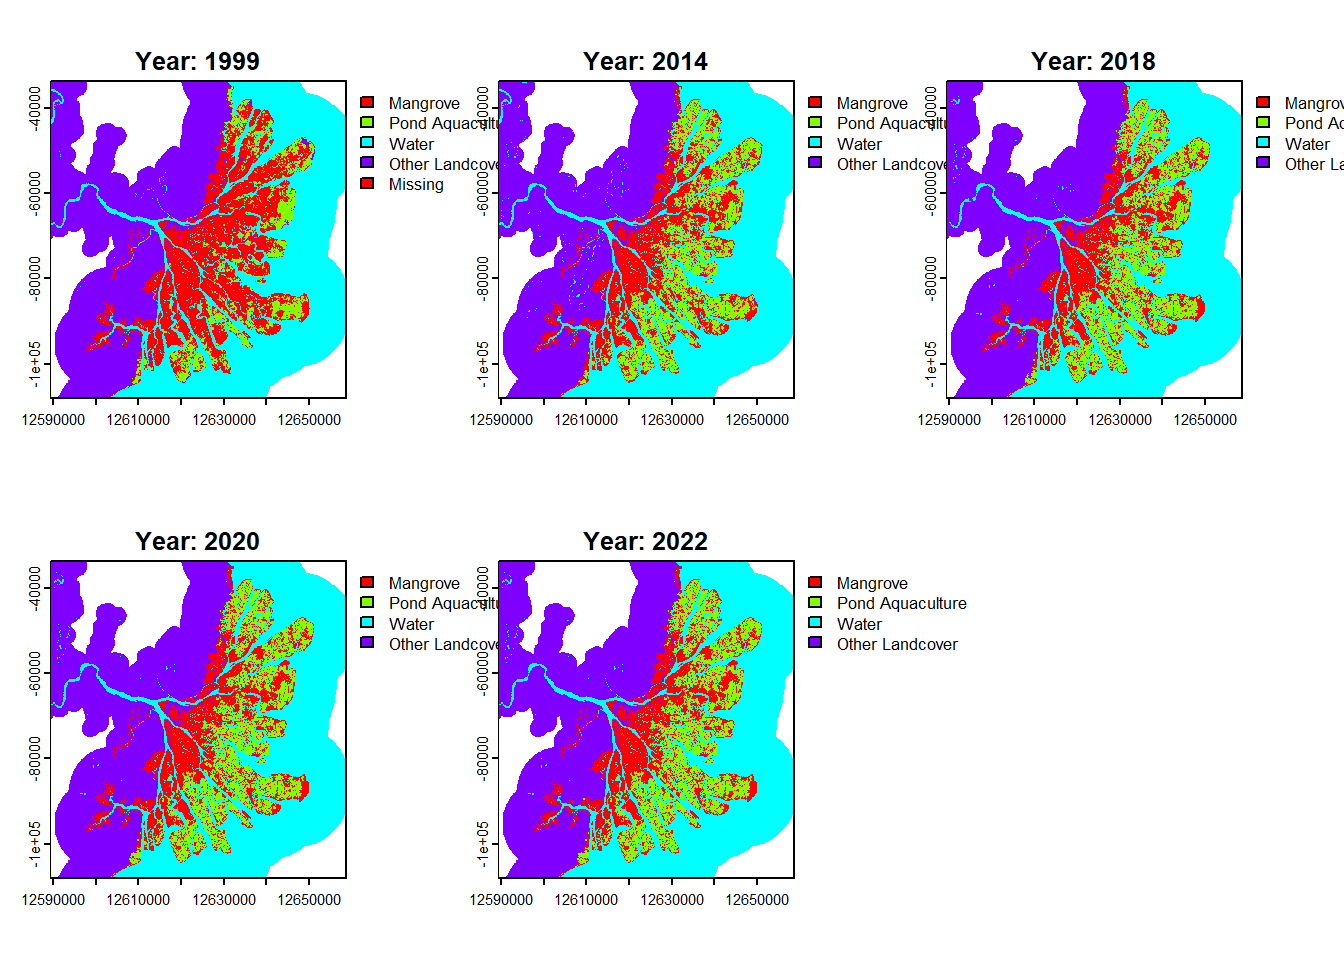 Year: 1999
-40000
-60000
-80000
-1e+05
12590000 12610000 12630000 12650000
Mangrove
Pond Aquacultu
Water
Other Landcove
Missing
Year: 2014
-40000
-60000
-80000
-1e+05
12590000 12610000 12630000 12650000
Mangrove
Pond Aquacultu
Water
Other Landcove
Year: 2018
-40000
-60000
-80000
-1e+05
12590000 12610000 12630000 12650000
Mangro
Pond Aq
Water
Other La
Year: 2020
-40000
-60000
-80000
-1e+05
12590000 12610000 12630000 12650000
Mangrove
Pond Aquacultu
Water
Other Landcove
Year: 2022
-40000
-60000
-80000
-1e+05
12590000 12610000 12630000 12650000
Mangrove
Pond Aquaculture
Water
Other Landcover